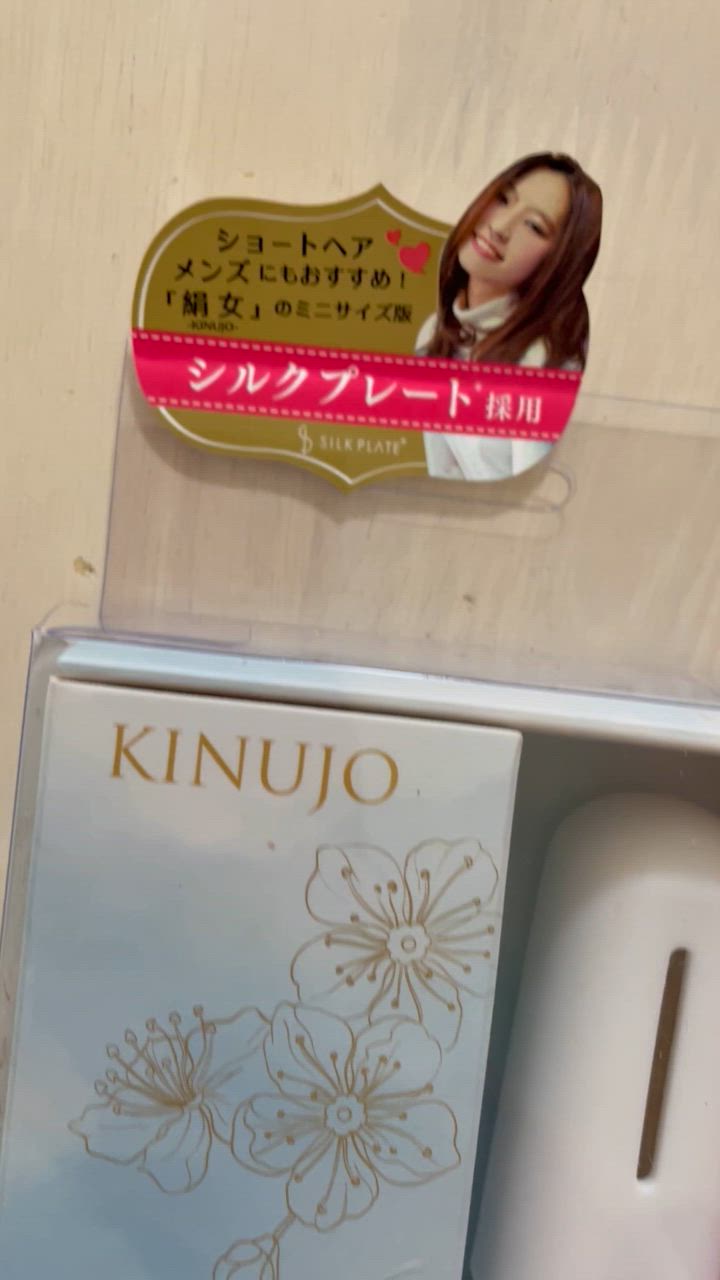 ショートヘア
メンズにもおすすめ！
「絹女」のミニサイズ版
-KINUJO-
シルクプレート®採用
SILK PLATE®
KINUJO